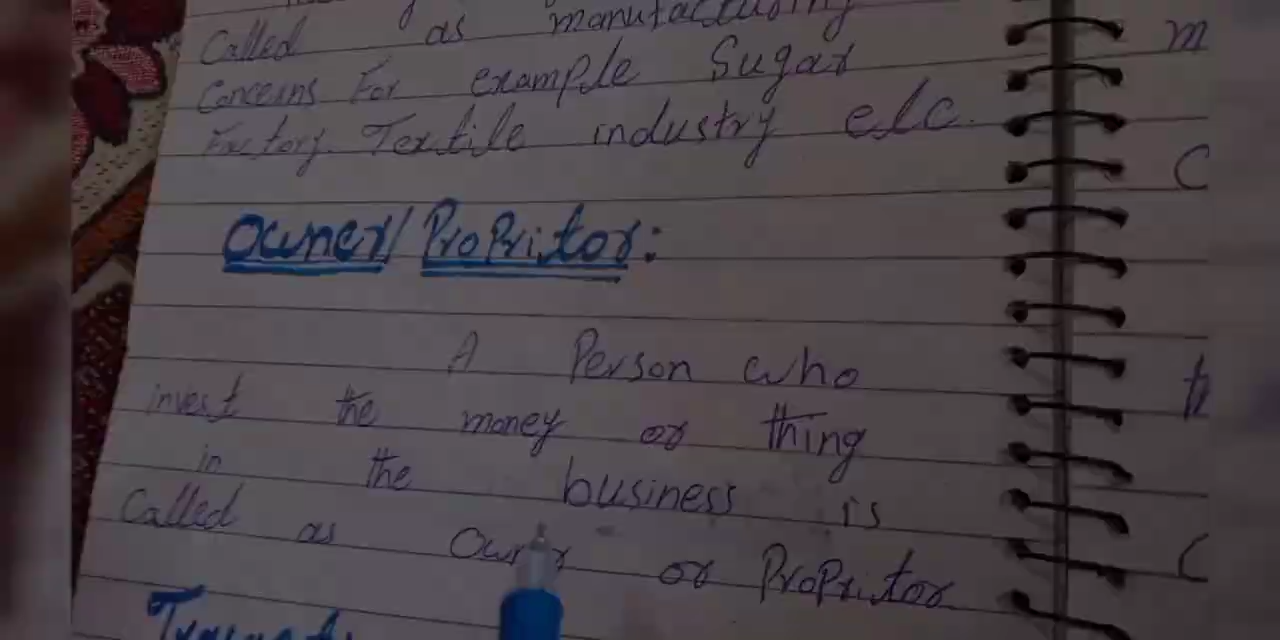 Called as manufacturing
Concerns For example Sugar
Factory. Textile industry etc.
Owner/ProPritor:
A Person who
invest the money or thing
in the business is
Called as Owner or ProPritor
m
C